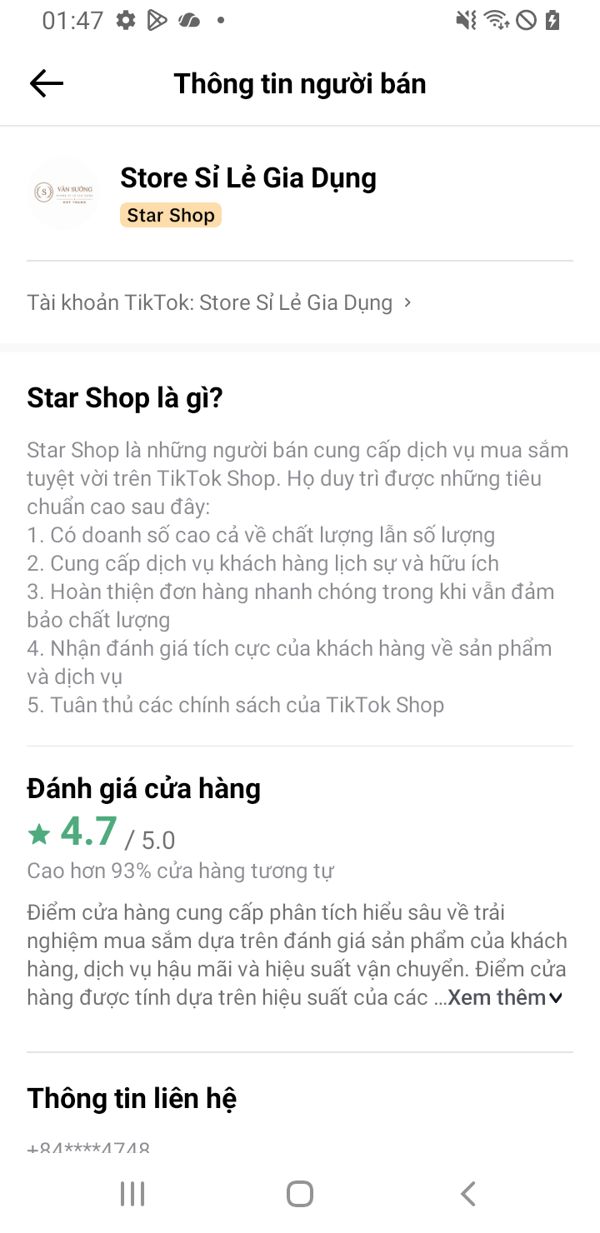 01:47
Thông tin người bán
VĂN SƯỚNG
Store Sỉ Lẻ Gia Dụng
Star Shop
Tài khoản TikTok: Store Sỉ Lẻ Gia Dụng
Star Shop là gì?
Star Shop là những người bán cung cấp dịch vụ mua sắm
tuyệt vời trên TikTok Shop. Họ duy trì được những tiêu
chuẩn cao sau đây:
1. Có doanh số cao cả về chất lượng lẫn số lượng
2. Cung cấp dịch vụ khách hàng lịch sự và hữu ích
3. Hoàn thiện đơn hàng nhanh chóng trong khi vẫn đảm
bảo chất lượng
4. Nhận đánh giá tích cực của khách hàng về sản phẩm
và dịch vụ
5. Tuân thủ các chính sách của TikTok Shop
Đánh giá cửa hàng
4.7 / 5.0
Cao hơn 93% cửa hàng tương tự
Điểm cửa hàng cung cấp phân tích hiểu sâu về trải
nghiệm mua sắm dựa trên đánh giá sản phẩm của khách
hàng, dịch vụ hậu mãi và hiệu suất vận chuyển. Điểm cửa
hàng được tính dựa trên hiệu suất của các ...Xem thêm
Thông tin liên hệ
+84****4748